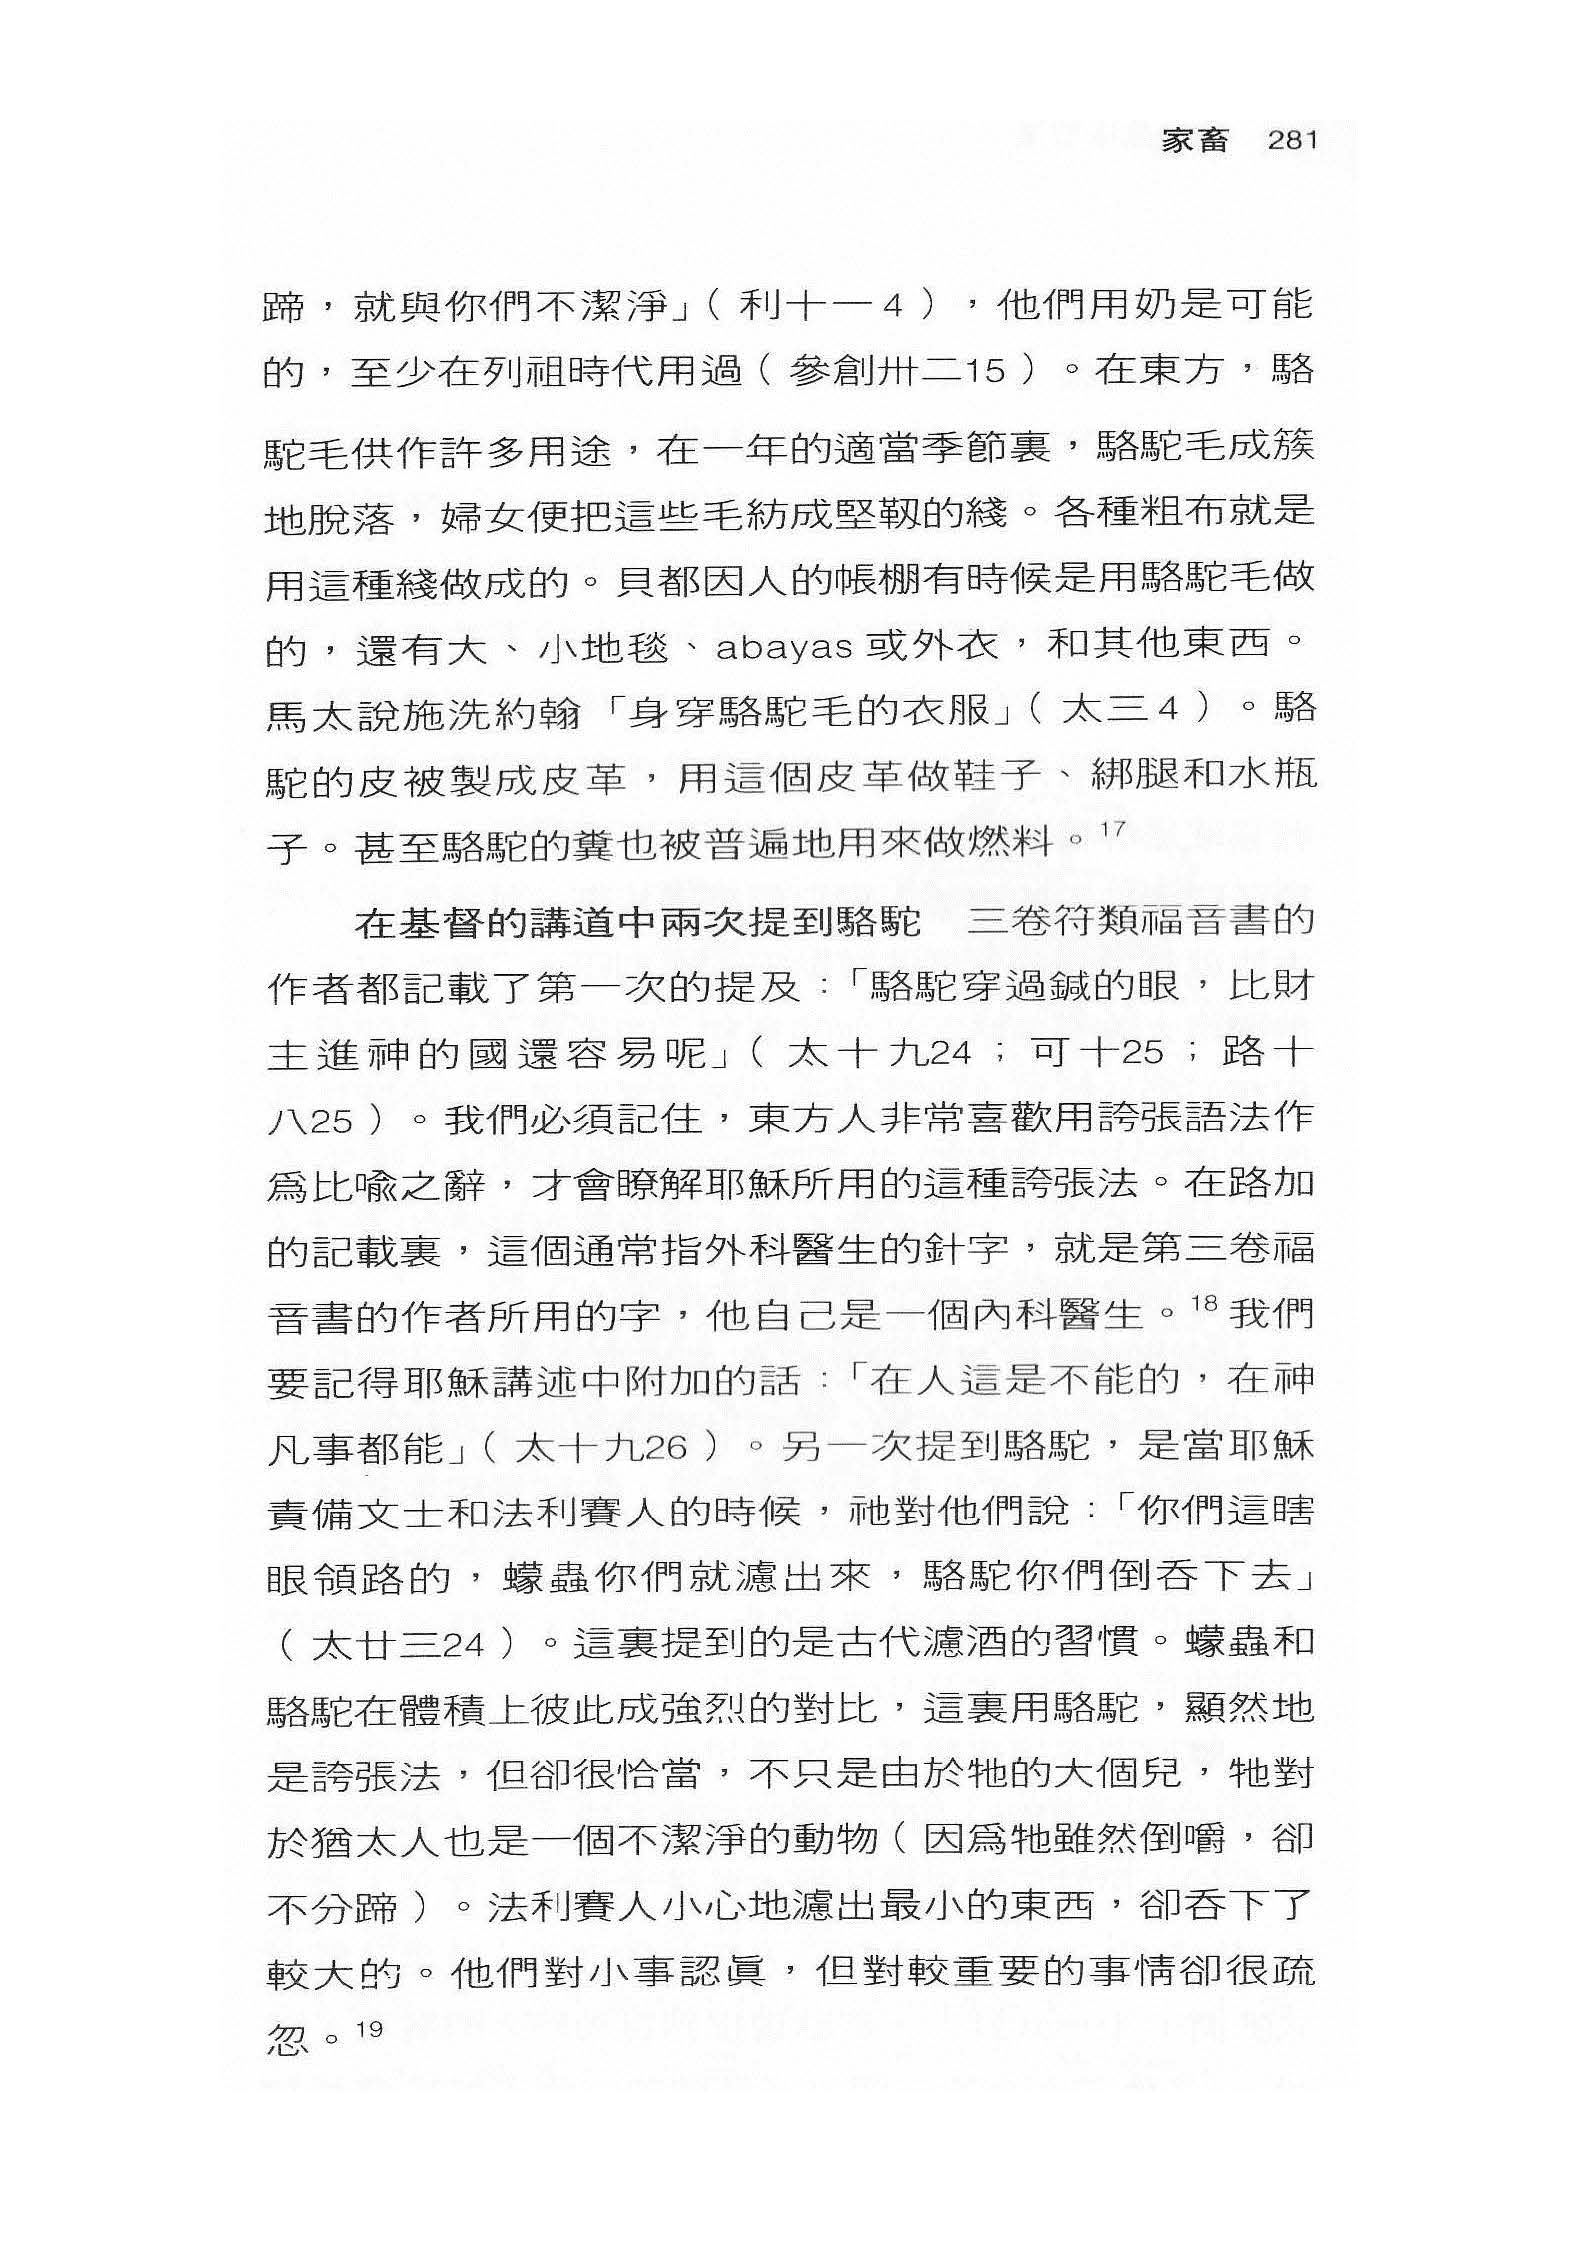 家畜 281
蹄，就與你們不潔淨」（利十一4），他們用奶是可能
的，至少在列祖時代用過（參創卅二15）。在東方，駱
駝毛供作許多用途，在一年的適當季節裏，駱駝毛成簇
地脫落，婦女便把這些毛紡成堅韌的綫。各種粗布就是
用這種綫做成的。貝都因人的帳棚有時候是用駱駝毛做
的，還有大、小地毯、abayas或外衣，和其他東西。
馬太說施洗約翰「身穿駱駝毛的衣服」（太三4）。駱
駝的皮被製成皮革，用這個皮革做鞋子、綁腿和水瓶
子。甚至駱駝的糞也被普遍地用來做燃料。17
在基督的講道中兩次提到駱駝　三卷符類福音書的
作者都記載了第一次的提及：「駱駝穿過鍼的眼，比財
主進神的國還容易呢」（太十九24；可十25；路十
八25）。我們必須記住，東方人非常喜歡用誇張語法作
爲比喩之辭，才會瞭解耶穌所用的這種誇張法。在路加
的記載裏，這個通常指外科醫生的針字，就是第三卷福
音書的作者所用的字，他自己是一個內科醫生。18我們
要記得耶穌講述中附加的話：「在人這是不能的，在神
凡事都能」（太十九26）。另一次提到駱駝，是當耶穌
責備文士和法利賽人的時候，祂對他們說：「你們這瞎
眼領路的，蠓蟲你們就濾出來，駱駝你們倒吞下去」
（太廿三24）。這裏提到的是古代濾酒的習慣。蠓蟲和
駱駝在體積上彼此成強烈的對比，這裏用駱駝，顯然地
是誇張法，但卻很恰當，不只是由於牠的大個兒，牠對
於猶太人也是一個不潔淨的動物（因爲牠雖然倒嚼，卻
不分蹄）。法利賽人小心地濾出最小的東西，卻吞下了
較大的。他們對小事認眞，但對較重要的事情卻很疏
忽。19